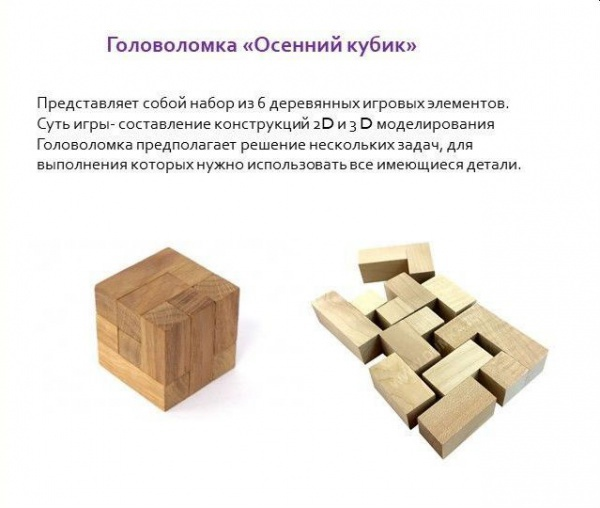 Головоломка «Осенний кубик»
Представляет собой набор из 6 деревянных игровых элементов.
Суть игры- составление конструкций 2D и 3 D моделирования
Головоломка предполагает решение нескольких задач, для
выполнения которых нужно использовать все имеющиеся детали.